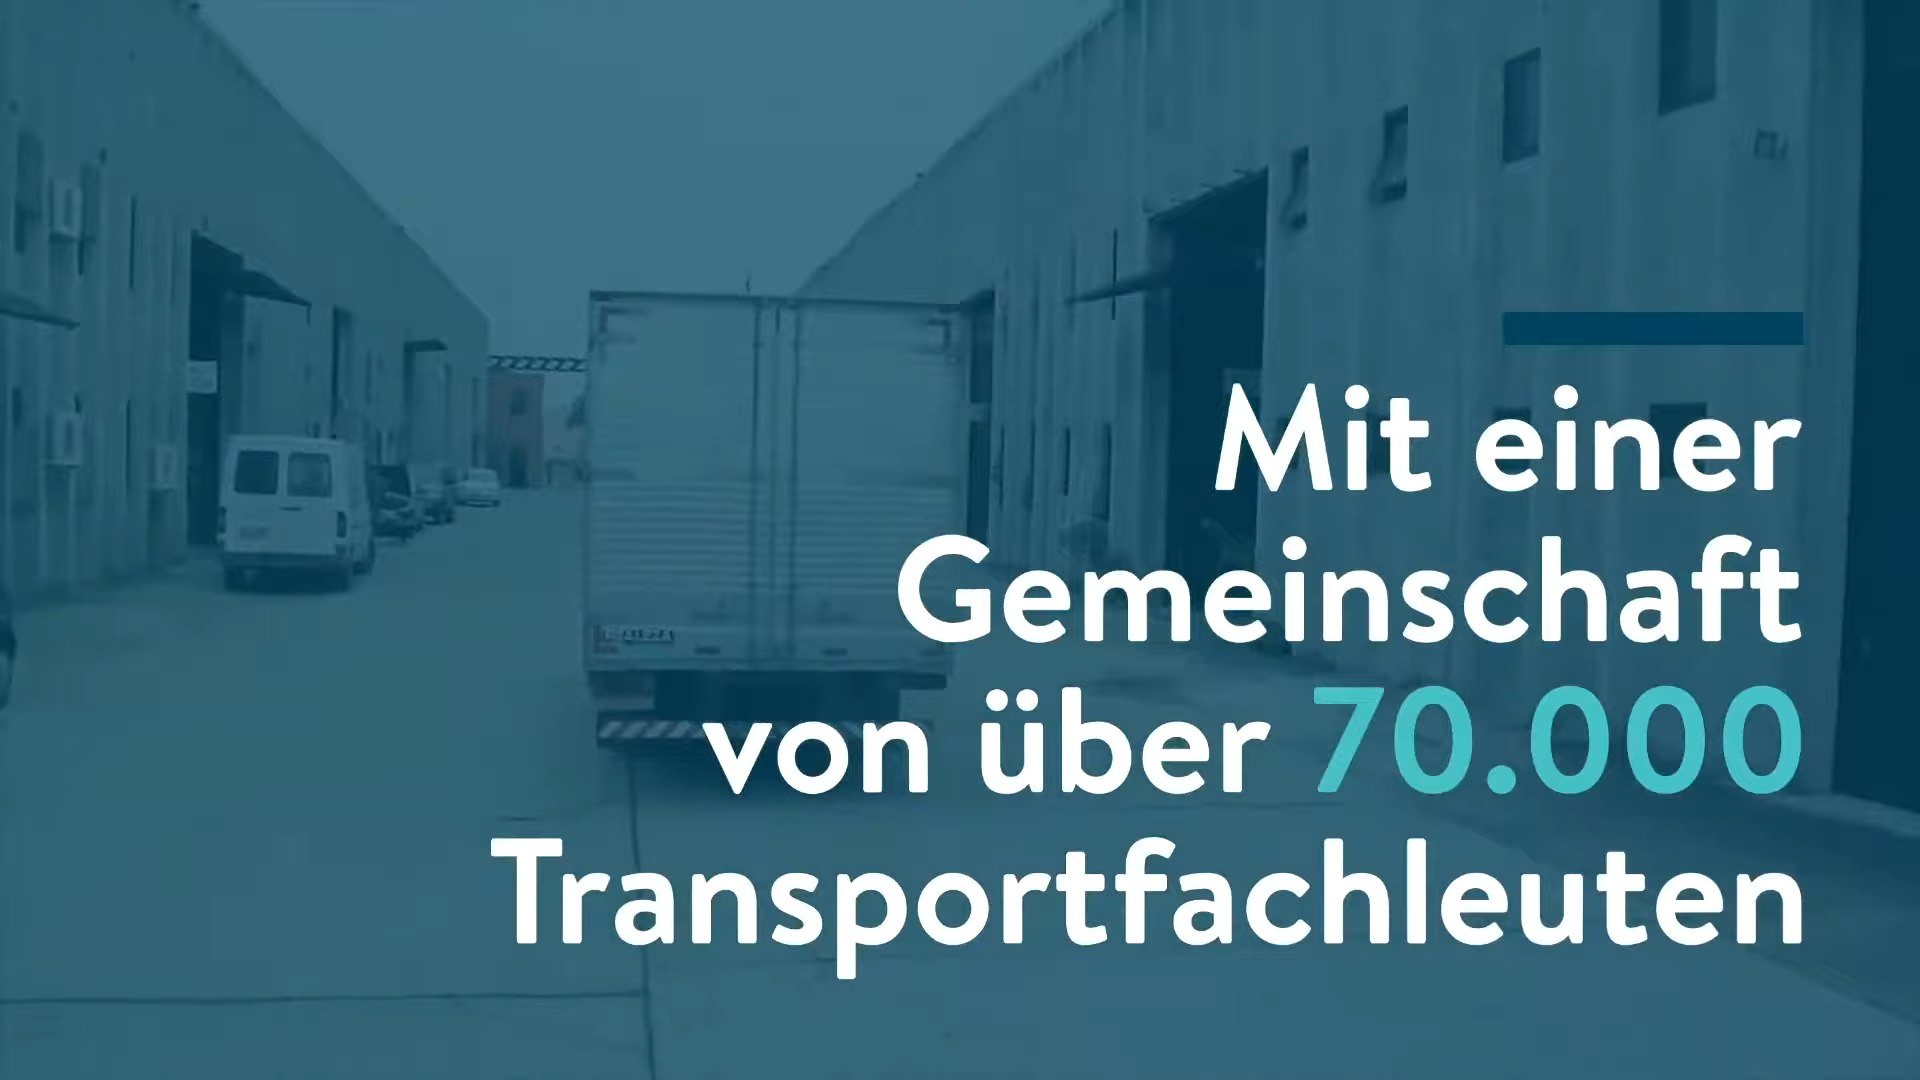 Mit einer
Gemeinschaft
von über 70.000
Transportfachleuten